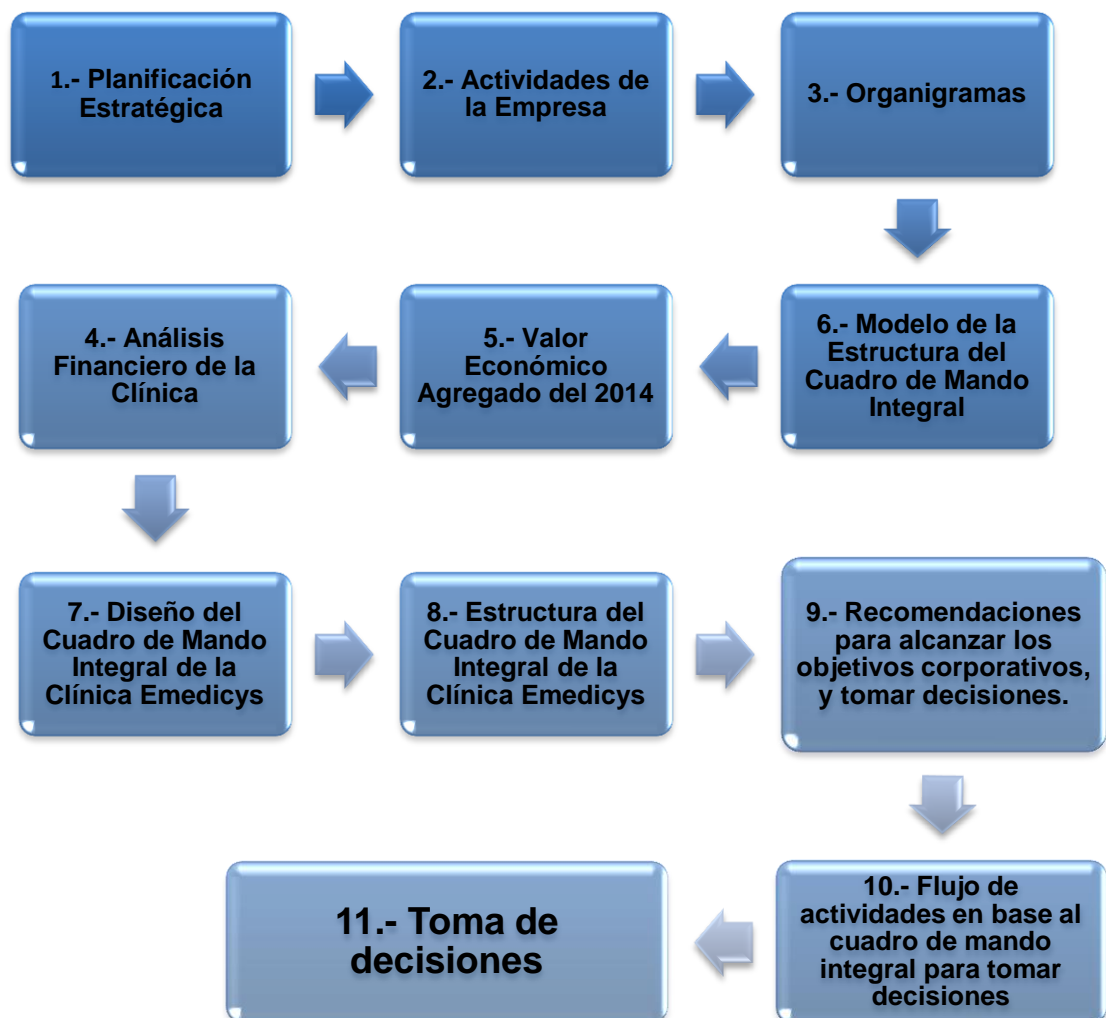 1.- Planificación
Estratégica
2.- Actividades de
la Empresa
3.- Organigramas
4.- Análisis
Financiero de la
Clínica
5.- Valor
Económico
Agregado del 2014
6.- Modelo de la
Estructura del
Cuadro de Mando
Integral
7.- Diseño del
Cuadro de Mando
Integral de la
Clínica Emedicys
8.- Estructura del
Cuadro de Mando
Integral de la
Clínica Emedicys
9.- Recomendaciones
para alcanzar los
objetivos corporativos,
y tomar decisiones.
10.- Flujo de
actividades en base al
cuadro de mando
integral para tomar
decisiones
11.- Toma de
decisiones